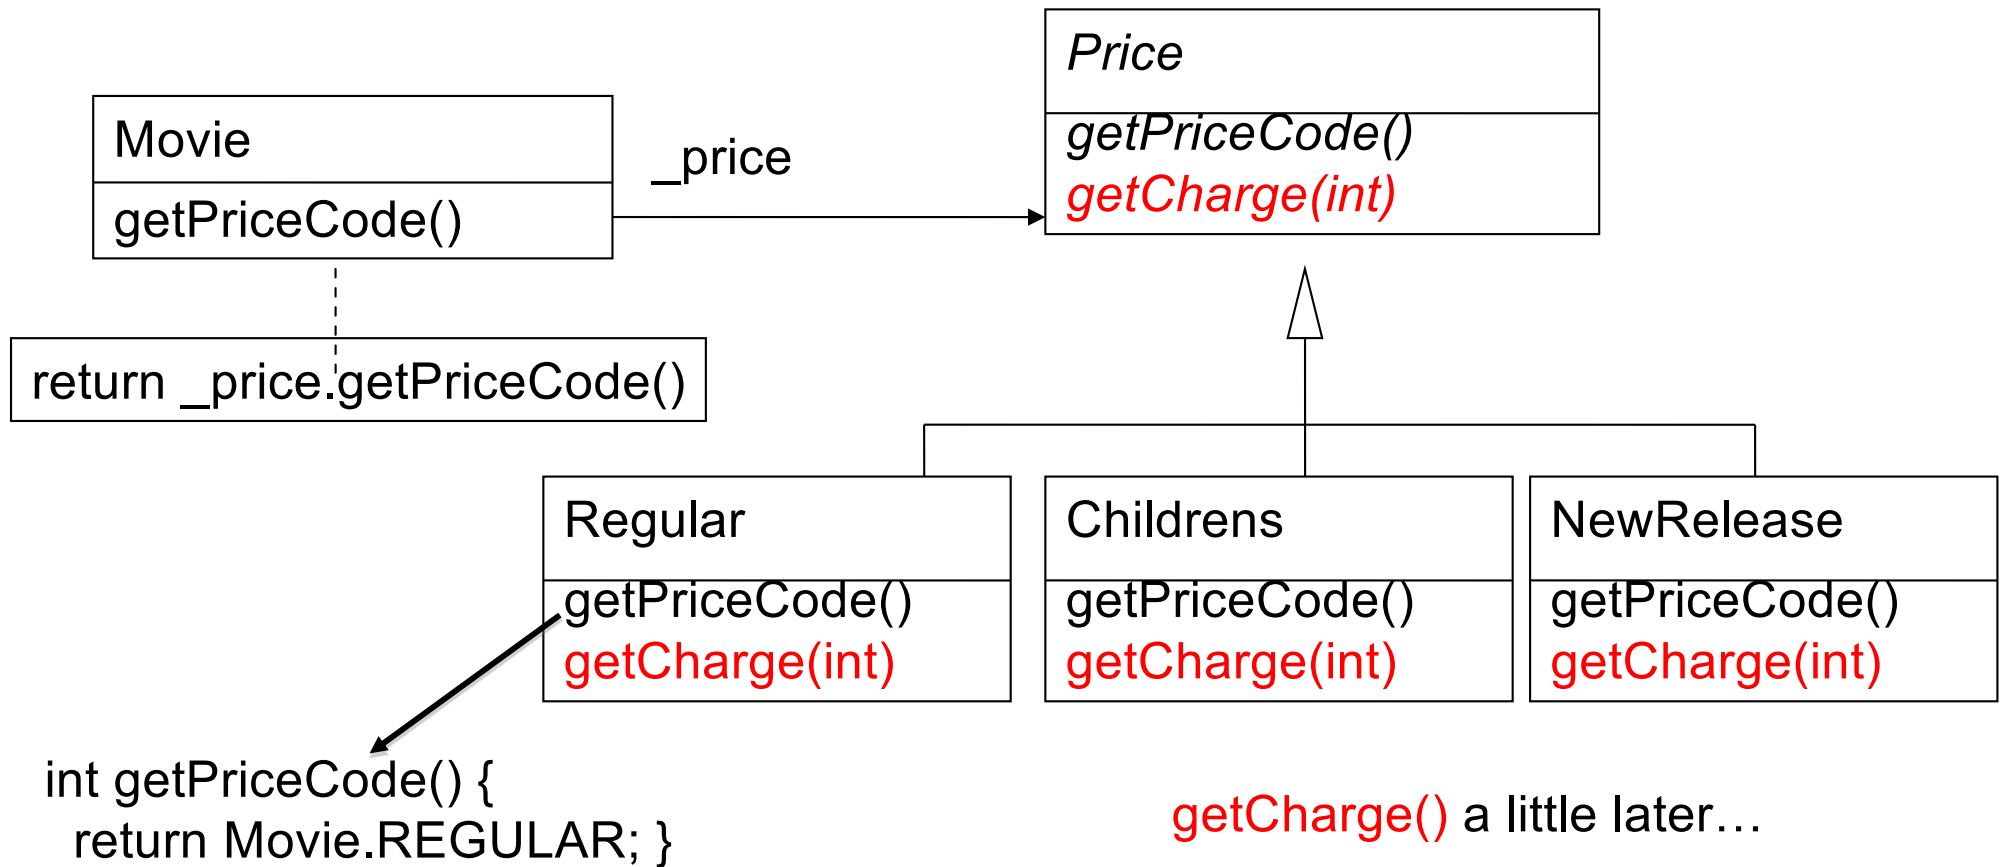 Price
getPriceCode()
getCharge(int)
Movie
getPriceCode()
_price
return _price.getPriceCode()
Regular
getPriceCode()
getCharge(int)
Childrens
getPriceCode()
getCharge(int)
NewRelease
getPriceCode()
getCharge(int)
int getPriceCode() {
return Movie.REGULAR; }
getCharge() a little later…